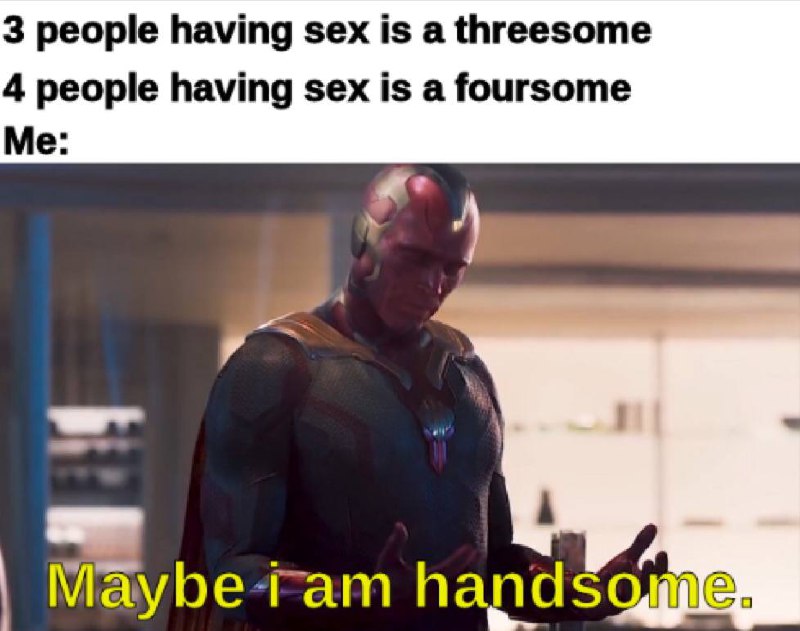 3 people having sex is a threesome
4 people having sex is a foursome
Me:
Maybe i am handsome.